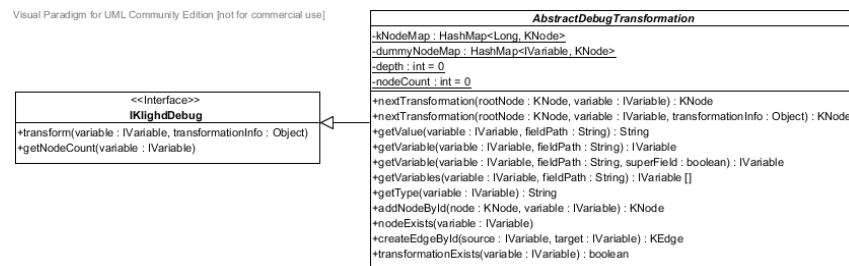 Visual Paradigm for UML Community Edition [not for commercial use]
AbstractDebugTransformation
-kNodeMap : HashMap<Long, KNode>
-dummyNodeMap : HashMap<IVariable, KNode>
-depth : int = 0
-nodeCount : int = 0
+nextTransformation(rootNode : KNode, variable : IVariable) : KNode
+nextTransformation(rootNode : KNode, variable : IVariable, transformationInfo : Object) : KNode
+getValue(variable : IVariable, fieldPath : String) : String
+getVariable(variable : IVariable, fieldPath : String) : IVariable
+getVariable(variable : IVariable, fieldPath : String, superField : boolean) : IVariable
+getVariables(variable : IVariable, fieldPath : String) : IVariable []
+getType(variable : IVariable) : String
+addNodeById(node : KNode, variable : IVariable) : KNode
+nodeExists(variable : IVariable)
+createEdgeById(source : IVariable, target : IVariable) : KEdge
+transformationExists(variable : IVariable) : boolean
<<Interface>>
IKlighdDebug
+transform(variable : IVariable, transformationInfo : Object)
+getNodeCount(variable : IVariable)